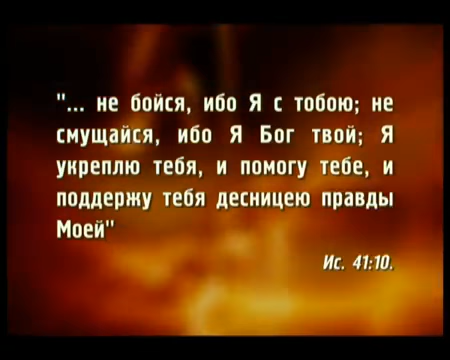 "... не бойся, ибо Я с тобою; не
смущайся, ибо Я Бог твой; Я
укреплю тебя, и помогу тебе, и
поддержу тебя десницею правды
Моей"
Ис. 41:10.